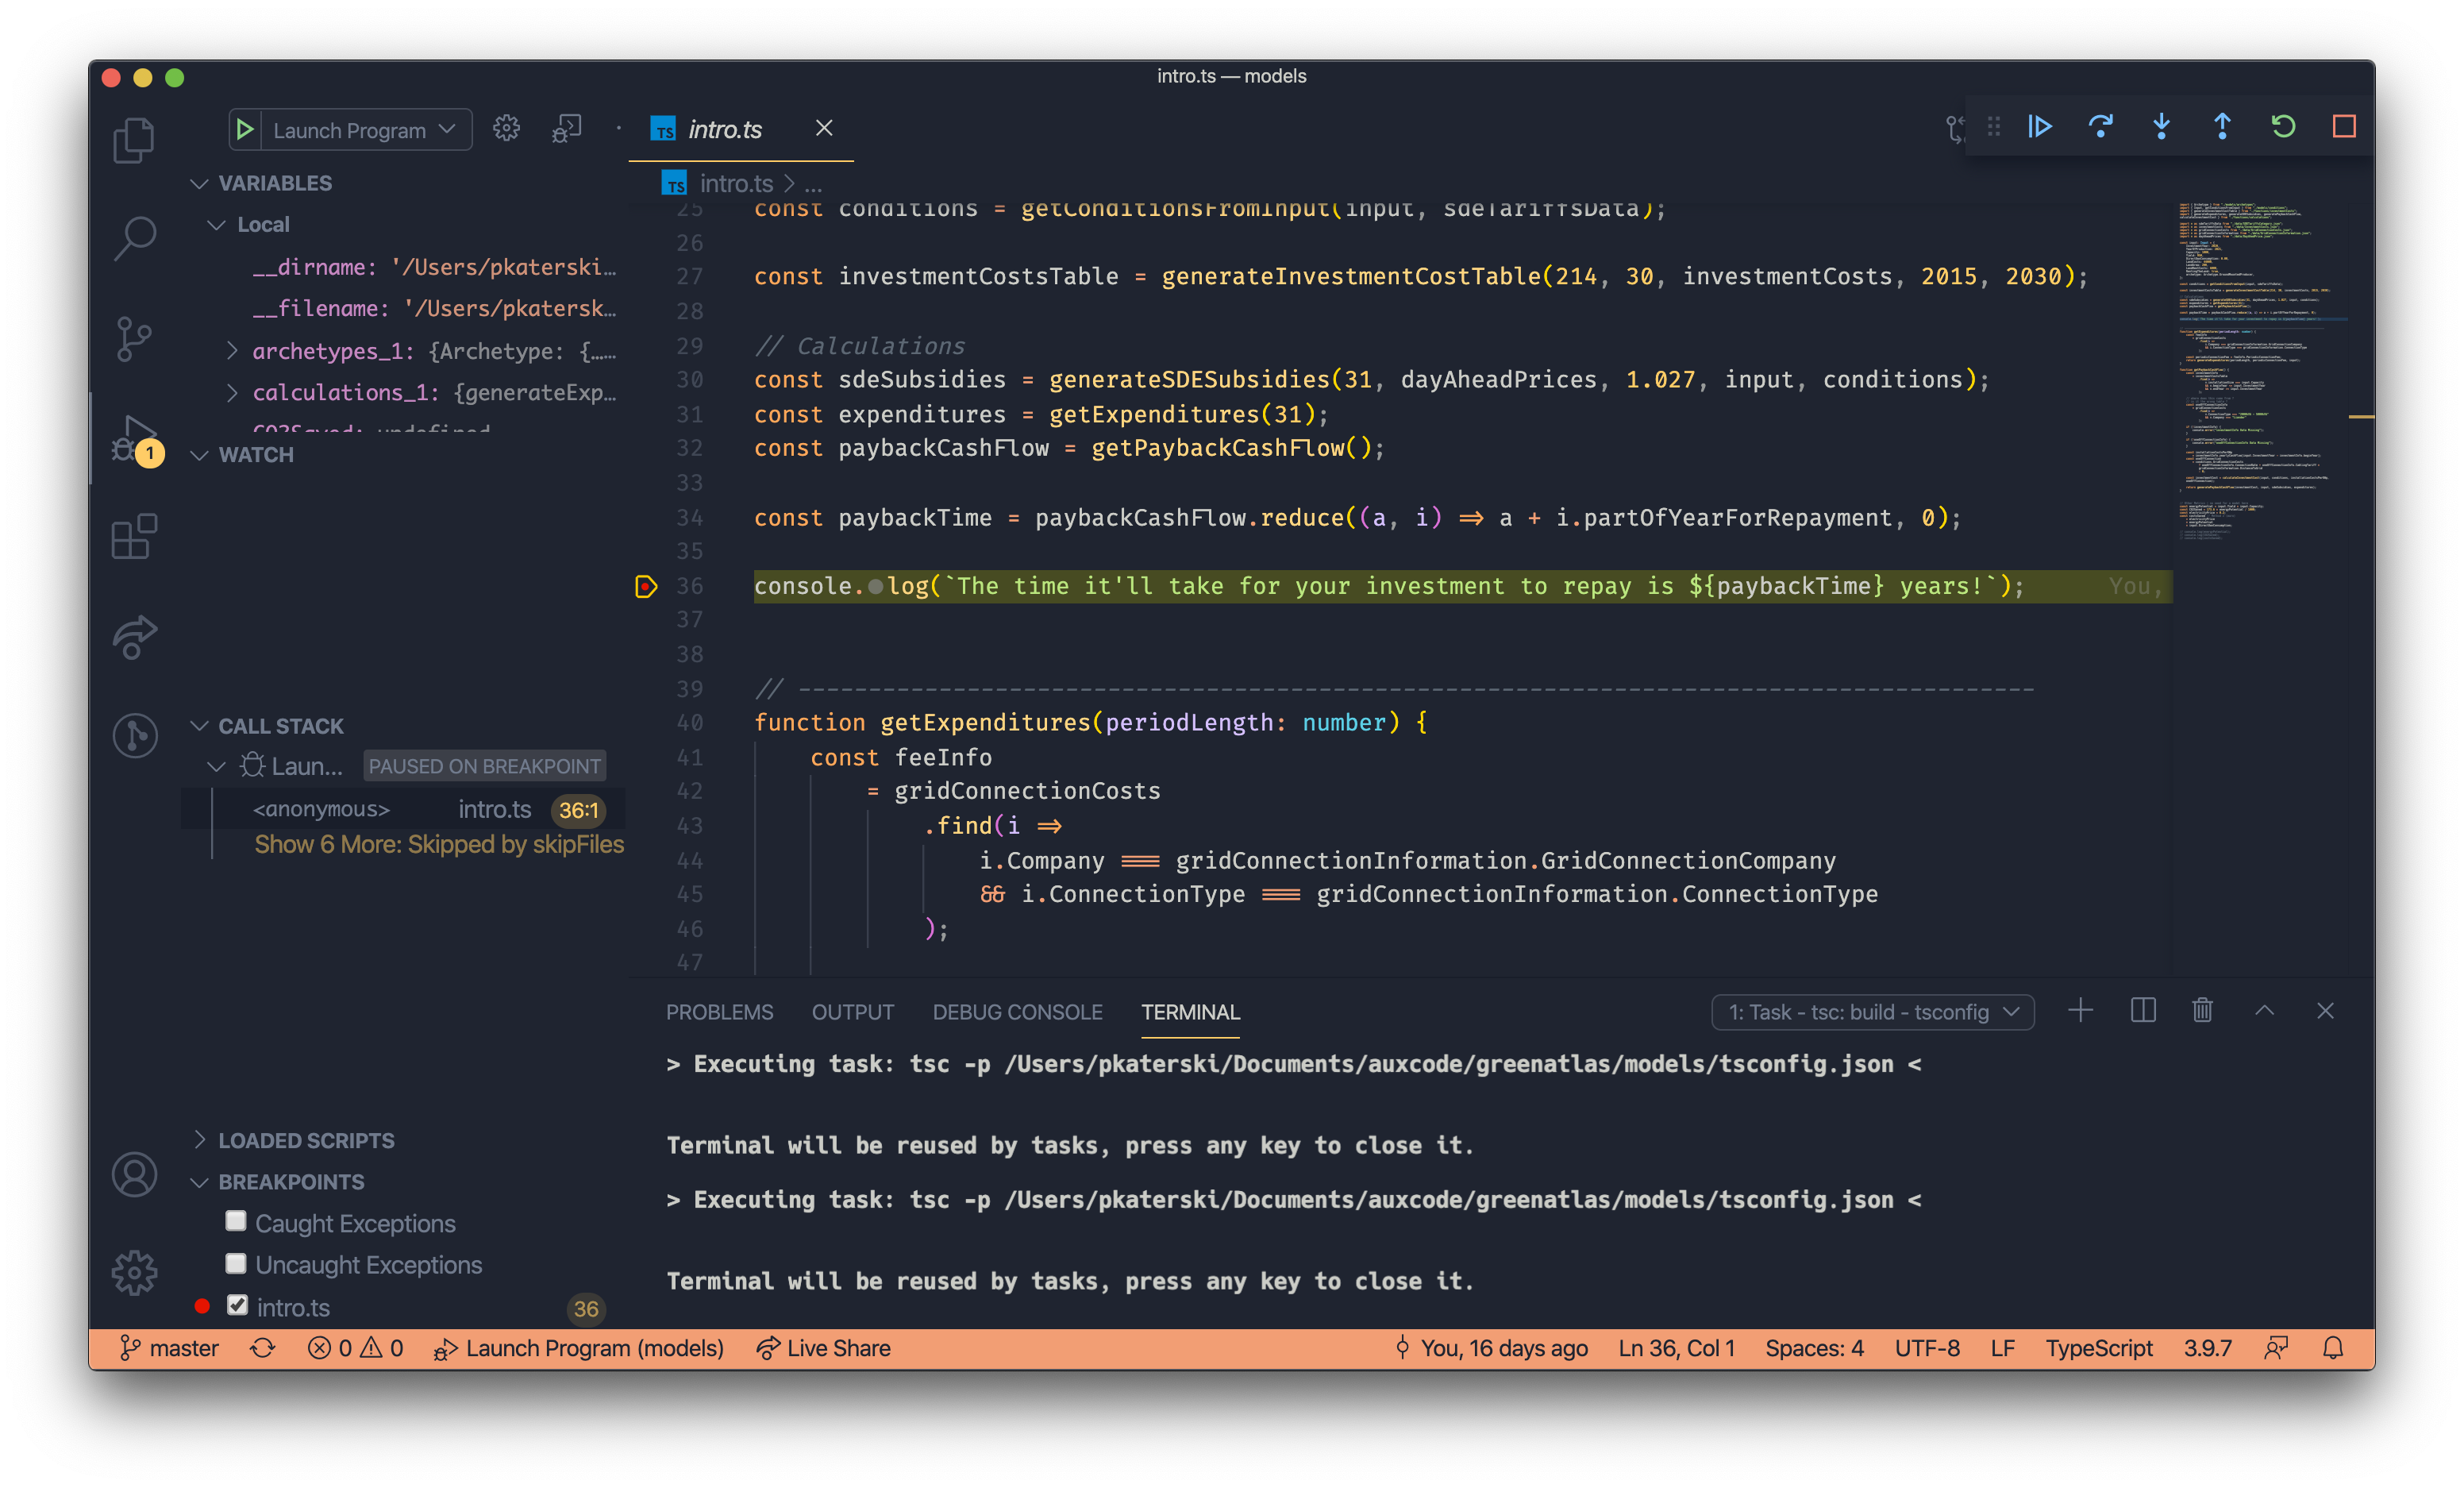 intro.ts — models
Launch Program
VARIABLES
Local
__dirname: '/Users/pkaterski…
__filename: '/Users/pkatersk…
archetypes_1: {Archetype: {……
calculations_1: {generateExp…
CO2Saved: undefined
WATCH
1
CALL STACK
Laun… PAUSED ON BREAKPOINT
<anonymous> intro.ts 36:1
Show 6 More: Skipped by skipFiles
LOADED SCRIPTS
BREAKPOINTS
Caught Exceptions
Uncaught Exceptions
intro.ts 36
TS intro.ts
TS intro.ts > ...
25 const conditions = getConditionsFromInput(input, sdeTariffsData);
26
27 const investmentCostsTable = generateInvestmentCostTable(214, 30, investmentCosts, 2015, 2030);
28
29 // Calculations
30 const sdeSubsidies = generateSDESubsidies(31, dayAheadPrices, 1.027, input, conditions);
31 const expenditures = getExpenditures(31);
32 const paybackCashFlow = getPaybackCashFlow();
33
34 const paybackTime = paybackCashFlow.reduce((a, i) => a + i.partOfYearForRepayment, 0);
35
36 console.log(`The time it'll take for your investment to repay is ${paybackTime} years!`); You,
37
38
39 // ----------------------------------------------------------------------------------------
40 function getExpenditures(periodLength: number) {
41 const feeInfo
42 = gridConnectionCosts
43 .find(i =>
44 i.Company === gridConnectionInformation.GridConnectionCompany
45 && i.ConnectionType === gridConnectionInformation.ConnectionType
46 );
47
PROBLEMS OUTPUT DEBUG CONSOLE TERMINAL 1: Task - tsc: build - tsconfig
> Executing task: tsc -p /Users/pkaterski/Documents/auxcode/greenatlas/models/tsconfig.json <
Terminal will be reused by tasks, press any key to close it.
> Executing task: tsc -p /Users/pkaterski/Documents/auxcode/greenatlas/models/tsconfig.json <
Terminal will be reused by tasks, press any key to close it.
master 0 0 Launch Program (models) Live Share You, 16 days ago Ln 36, Col 1 Spaces: 4 UTF-8 LF TypeScript 3.9.7